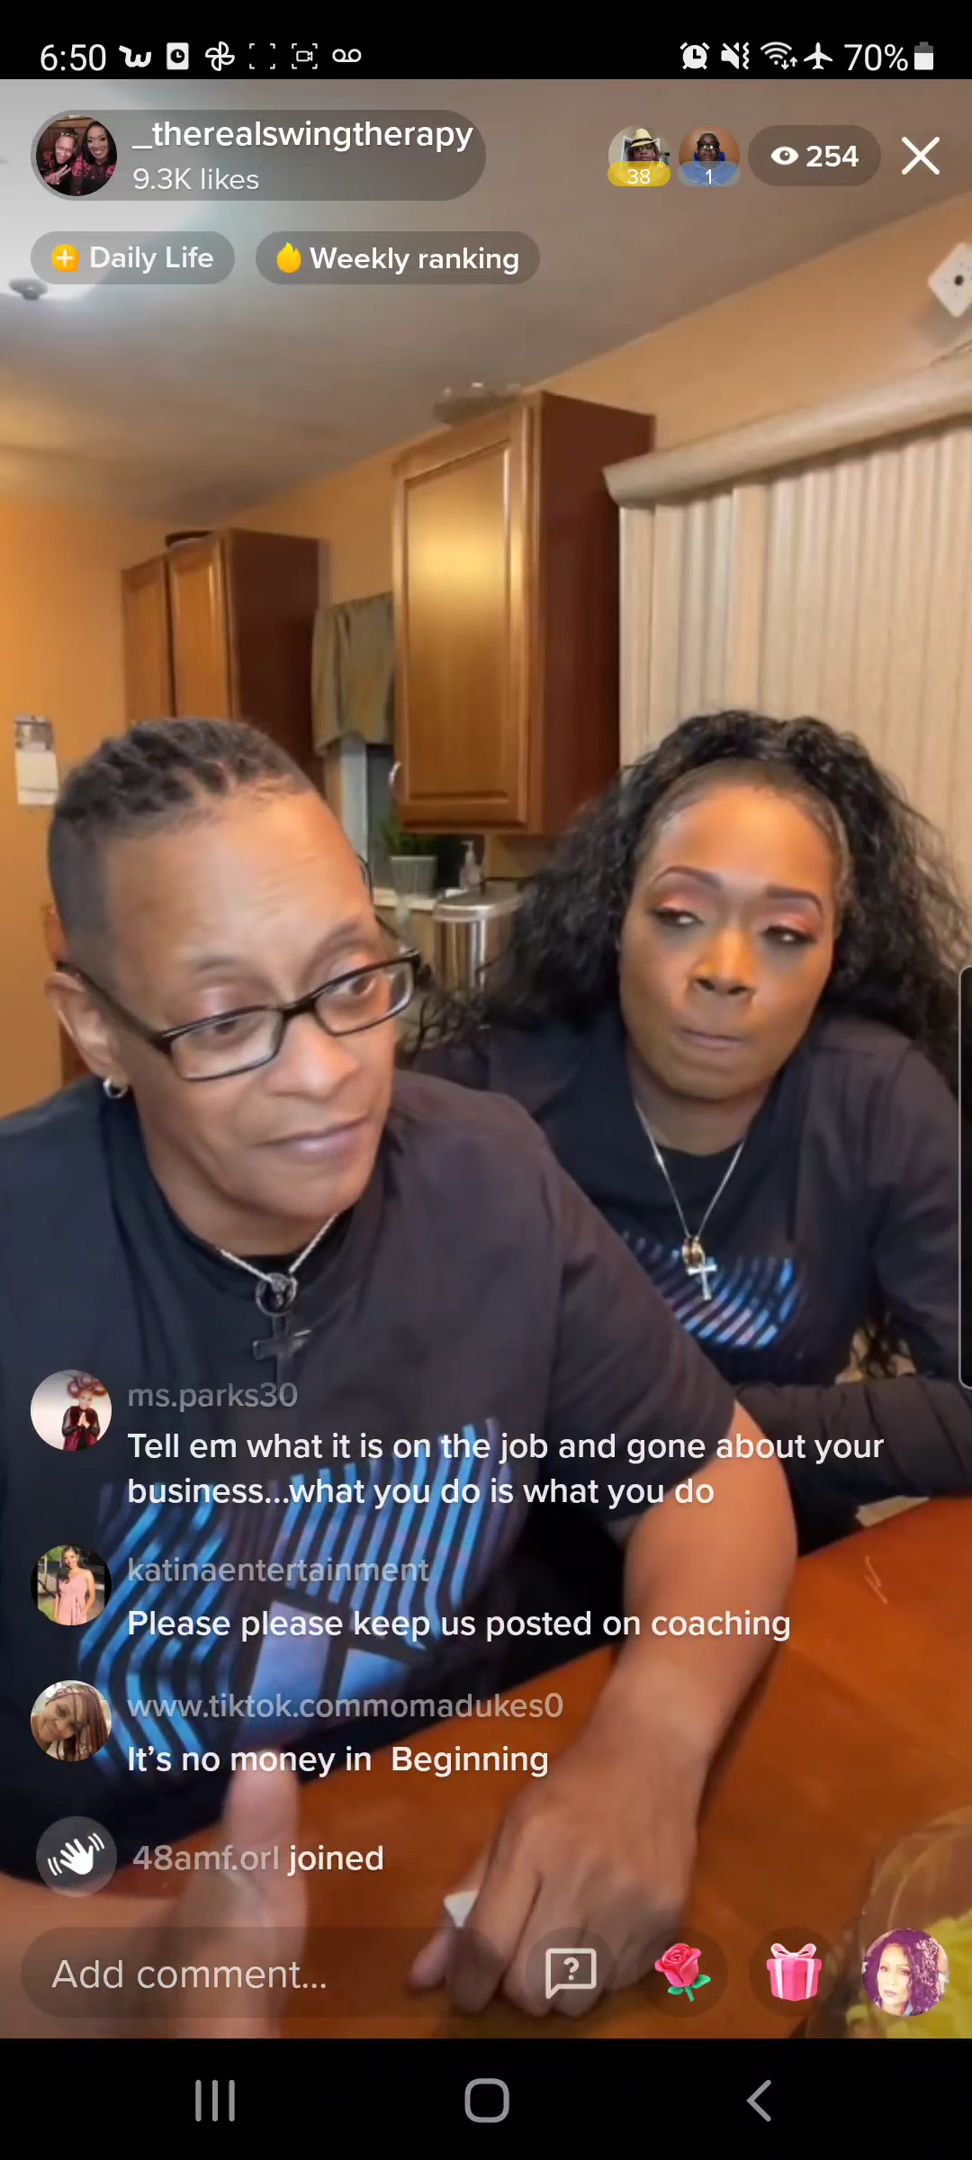 6:50
70%
_therealswingtherapy
9.3K likes
38
1
254
Daily Life
Weekly ranking
ms.parks30
Tell em what it is on the job and gone about your
business...what you do is what you do
katinaentertainment
Please please keep us posted on coaching
www.tiktok.commomadukes0
It’s no money in Beginning
48amf.orl joined
Add comment...